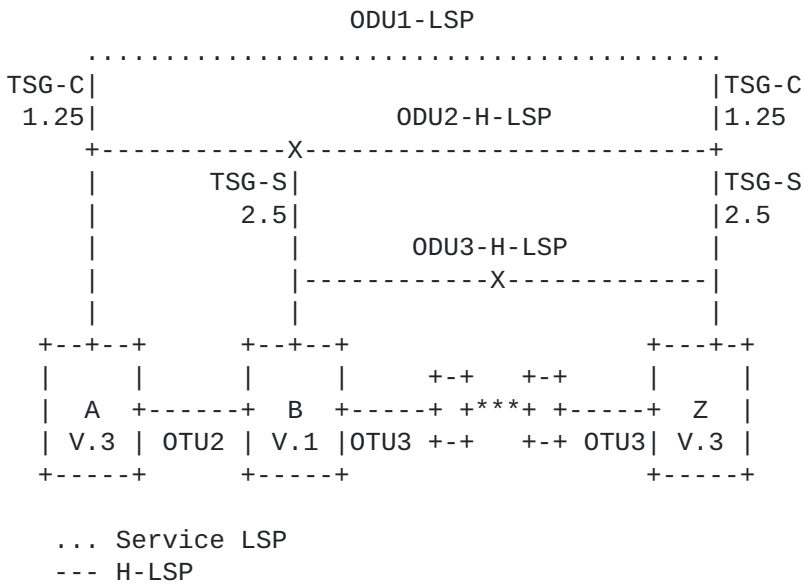 ODU1-LSP
     .........................................
TSG-C|                                       |TSG-C
 1.25|                   ODU2-H-LSP          |1.25
     +------------X--------------------------+
     |       TSG-S|                          |TSG-S
     |         2.5|                          |2.5
     |            |       ODU3-H-LSP         |
     |            |------------X-------------|
     |            |                          |
  +--+--+      +--+--+                   +---+-+
  |     |      |     |     +-+   +-+     |     |
  |  A  +------+  B  +-----+ +***+ +-----+  Z  |
  | V.3 | OTU2 | V.1 |OTU3 +-+   +-+ OTU3| V.3 |
  +-----+      +-----+                   +-----+

   ... Service LSP
   --- H-LSP